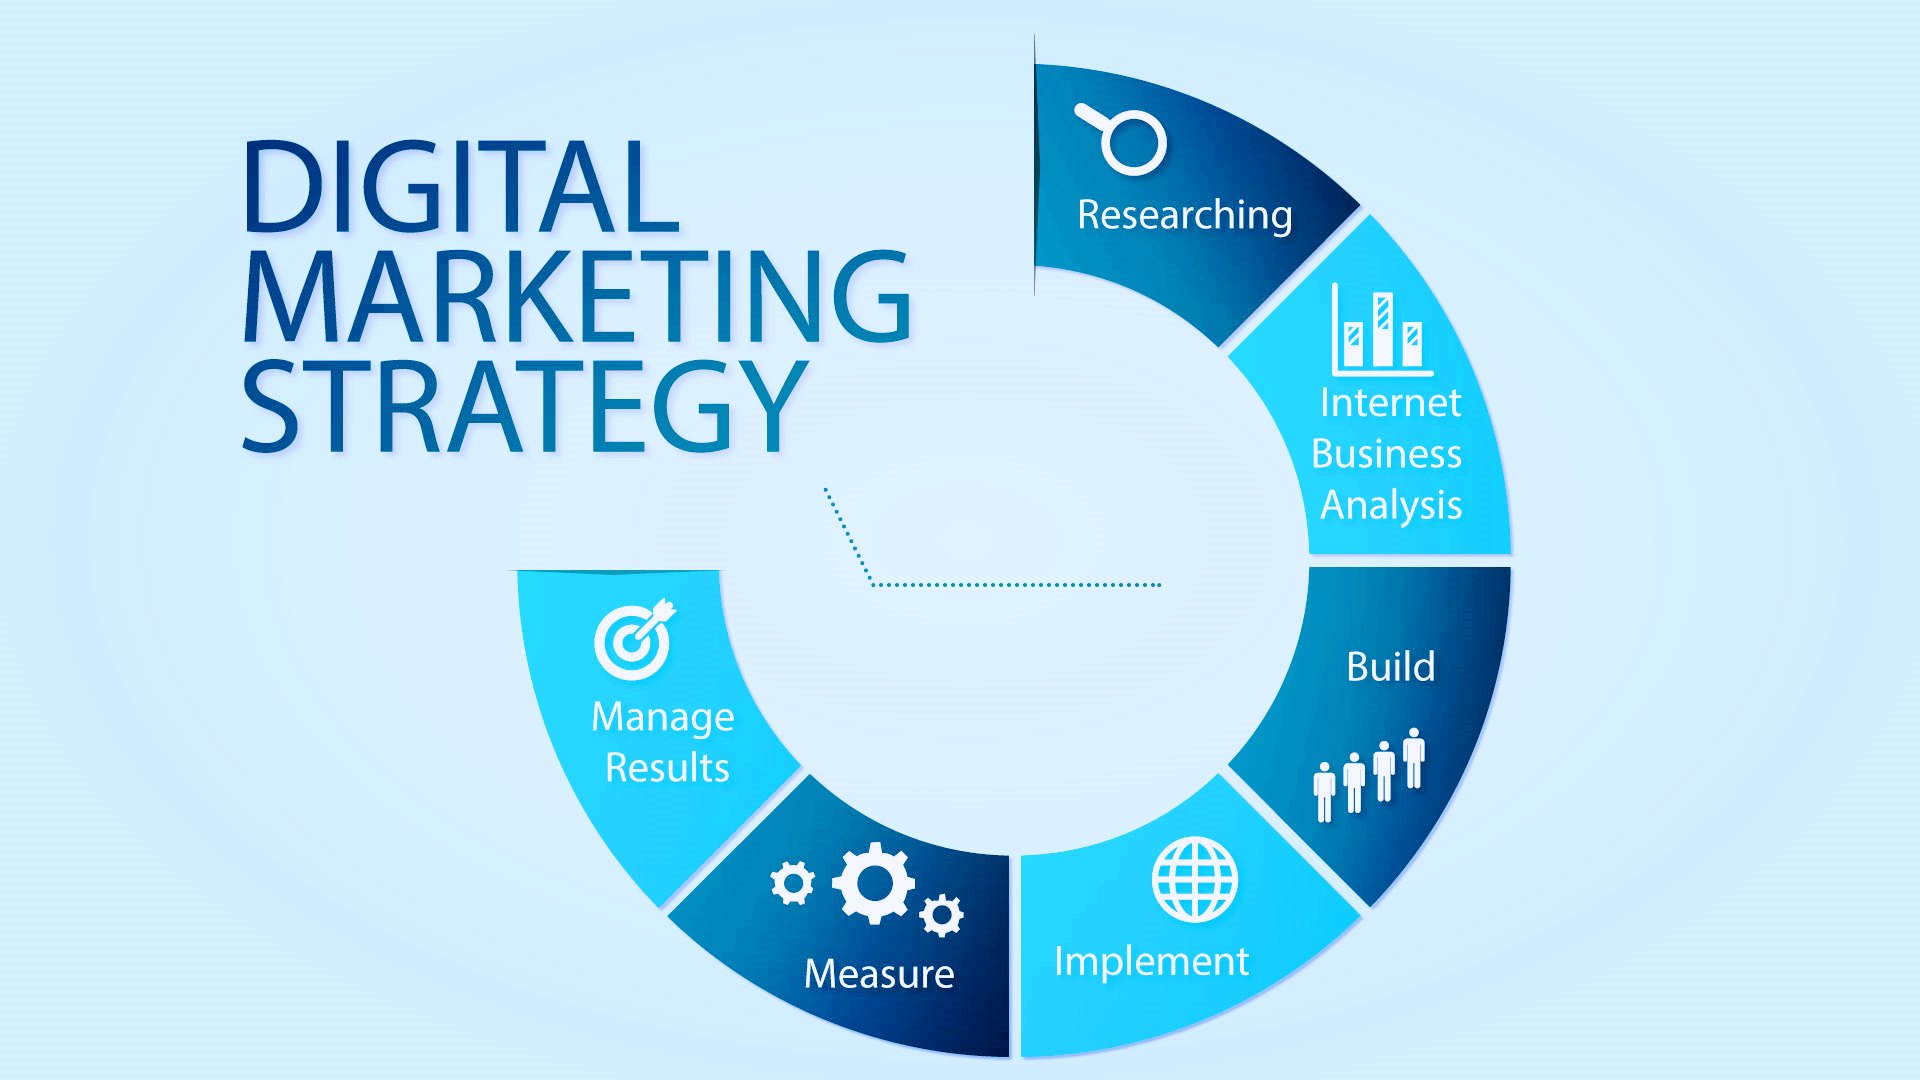 DIGITAL
MARKETING
STRATEGY
Researching
Internet
Business
Analysis
Build
Implement
Measure
Manage
Results